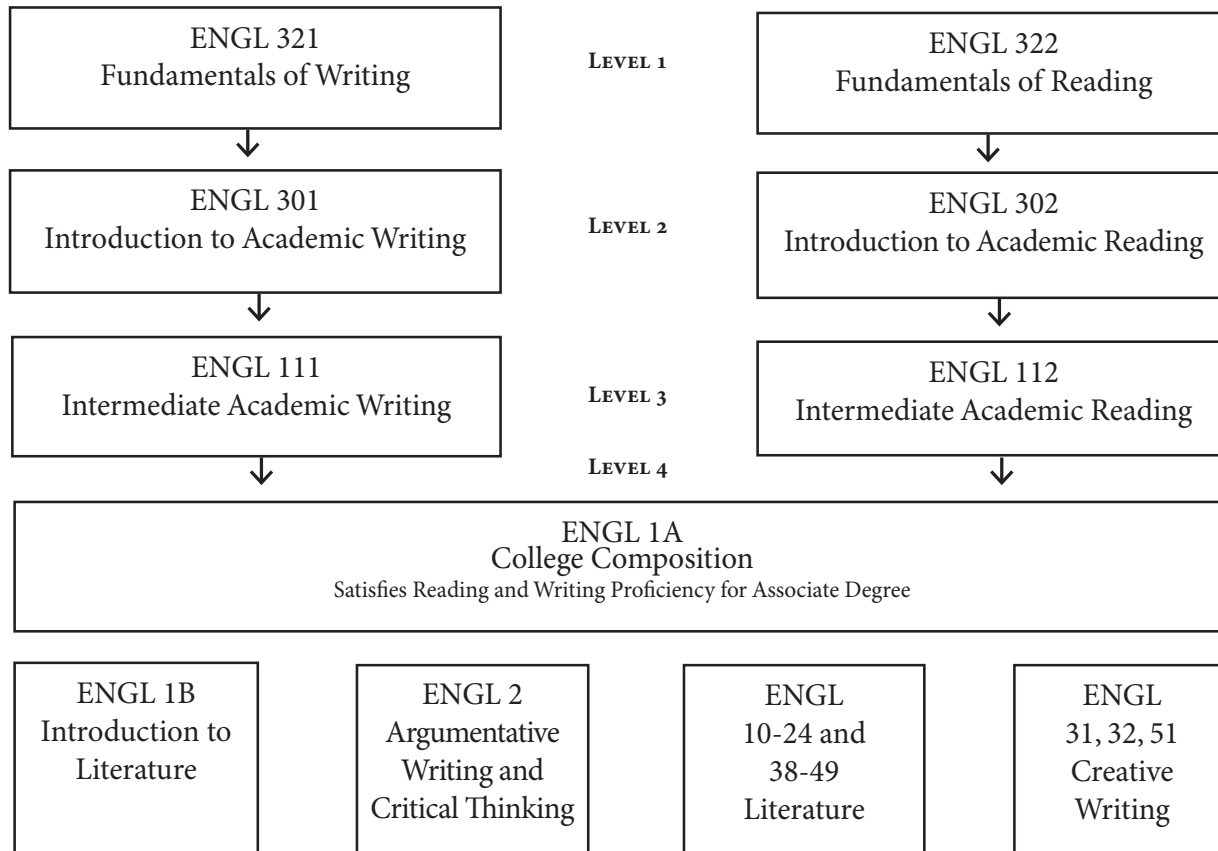 ENGL 321
Fundamentals of Writing
LEVEL 1
ENGL 322
Fundamentals of Reading
ENGL 301
Introduction to Academic Writing
LEVEL 2
ENGL 302
Introduction to Academic Reading
ENGL 111
Intermediate Academic Writing
LEVEL 3
ENGL 112
Intermediate Academic Reading
LEVEL 4
ENGL 1A
College Composition
Satisfies Reading and Writing Proficiency for Associate Degree
ENGL 1B
Introduction to
Literature
ENGL 2
Argumentative
Writing and
Critical Thinking
ENGL
10-24 and
38-49
Literature
ENGL
31, 32, 51
Creative
Writing